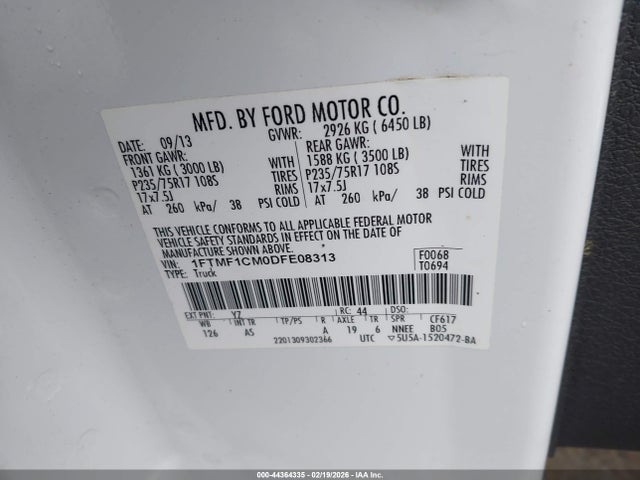 MFD. BY FORD MOTOR CO.
DATE: 09/13 GVWR: 2926 KG ( 6450 LB)
FRONT GAWR: REAR GAWR:
1361 KG ( 3000 LB) WITH 1588 KG ( 3500 LB) WITH
P235/75R17 108S TIRES P235/75R17 108S TIRES
17x7.5J RIMS 17x7.5J RIMS
AT 260 kPa/ 38 PSI COLD AT 260 kPa/ 38 PSI COLD
THIS VEHICLE CONFORMS TO ALL APPLICABLE FEDERAL MOTOR
VEHICLE SAFETY STANDARDS IN EFFECT ON THE DATE OF
MANUFACTURE SHOWN ABOVE.
VIN: 1FTMF1CM0DFE08313 F0068
TYPE: Truck T0694
EXT PNT: YZ RC: 44 DSO:
WB INT TR TP/PS R AXLE TR SPR CF617
126 AS A 19 6 NNEE B05
2201309302366 UTC ▽5U5A-1520472-BA
000-44364335 - 02/19/2026 - IAAI, Inc.